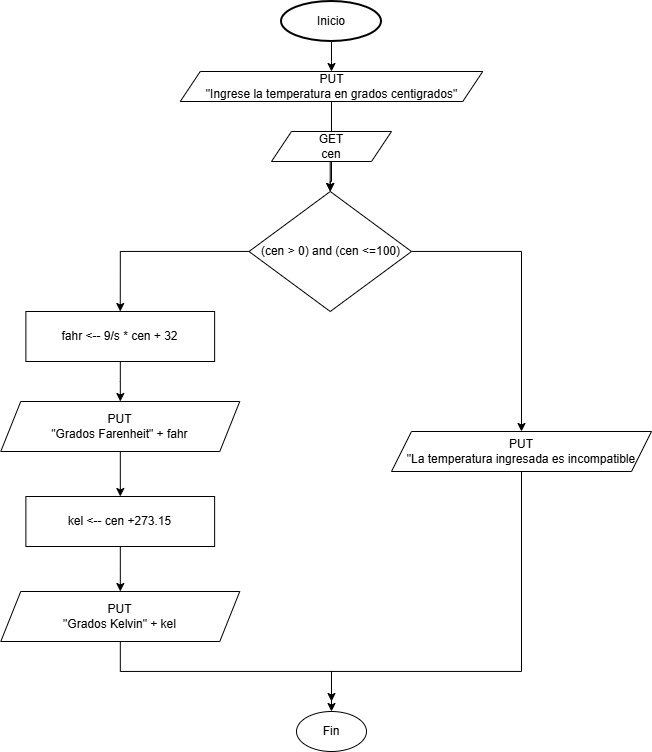 Inicio
PUT
"Ingrese la temperatura en grados centigrados"
GET
cen
(cen > 0) and (cen <=100)
fahr <-- 9/s * cen + 32
PUT
"Grados Farenheit" + fahr
PUT
"La temperatura ingresada es incompatible
kel <-- cen +273.15
PUT
"Grados Kelvin" + kel
Fin